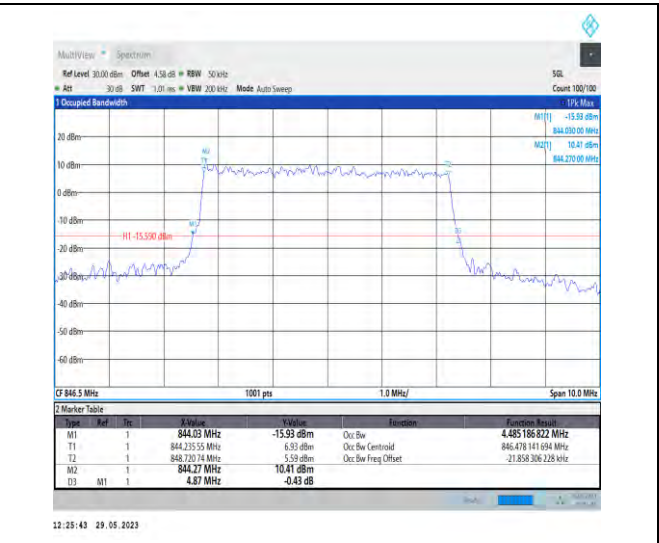 MultiView Spectrum
Ref Level 30.00 dBm Offset 4.58 dB RBW 50 kHz SGL
Att 30 dB SWT 1.01 ms VBW 200 kHz Mode Auto Sweep Count 100/100
1 Occupied Bandwidth 1Pk Max
M1[1] -15.93 dBm
844.030 00 MHz
M2[1] 10.41 dBm
844.270 00 MHz
20 dBm
M2
T1
T2
10 dBm
0 dBm
-10 dBm
M1
H1 -15.590 dBm
D3
-20 dBm
-30 dBm
-40 dBm
-50 dBm
-60 dBm
CF 846.5 MHz 1001 pts 1.0 MHz/ Span 10.0 MHz
2 Marker Table
Type Ref Trc X-Value Y-Value Function Function Result
M1 1 844.03 MHz -15.93 dBm Occ Bw 4.485 186 822 MHz
T1 1 844.235 55 MHz 6.93 dBm Occ Bw Centroid 846.478 141 694 MHz
T2 1 848.720 74 MHz 5.59 dBm Occ Bw Freq Offset -21.858 306 228 kHz
M2 1 844.27 MHz 10.41 dBm
D3 M1 1 4.87 MHz -0.43 dB
12:25:43 29.05.2023